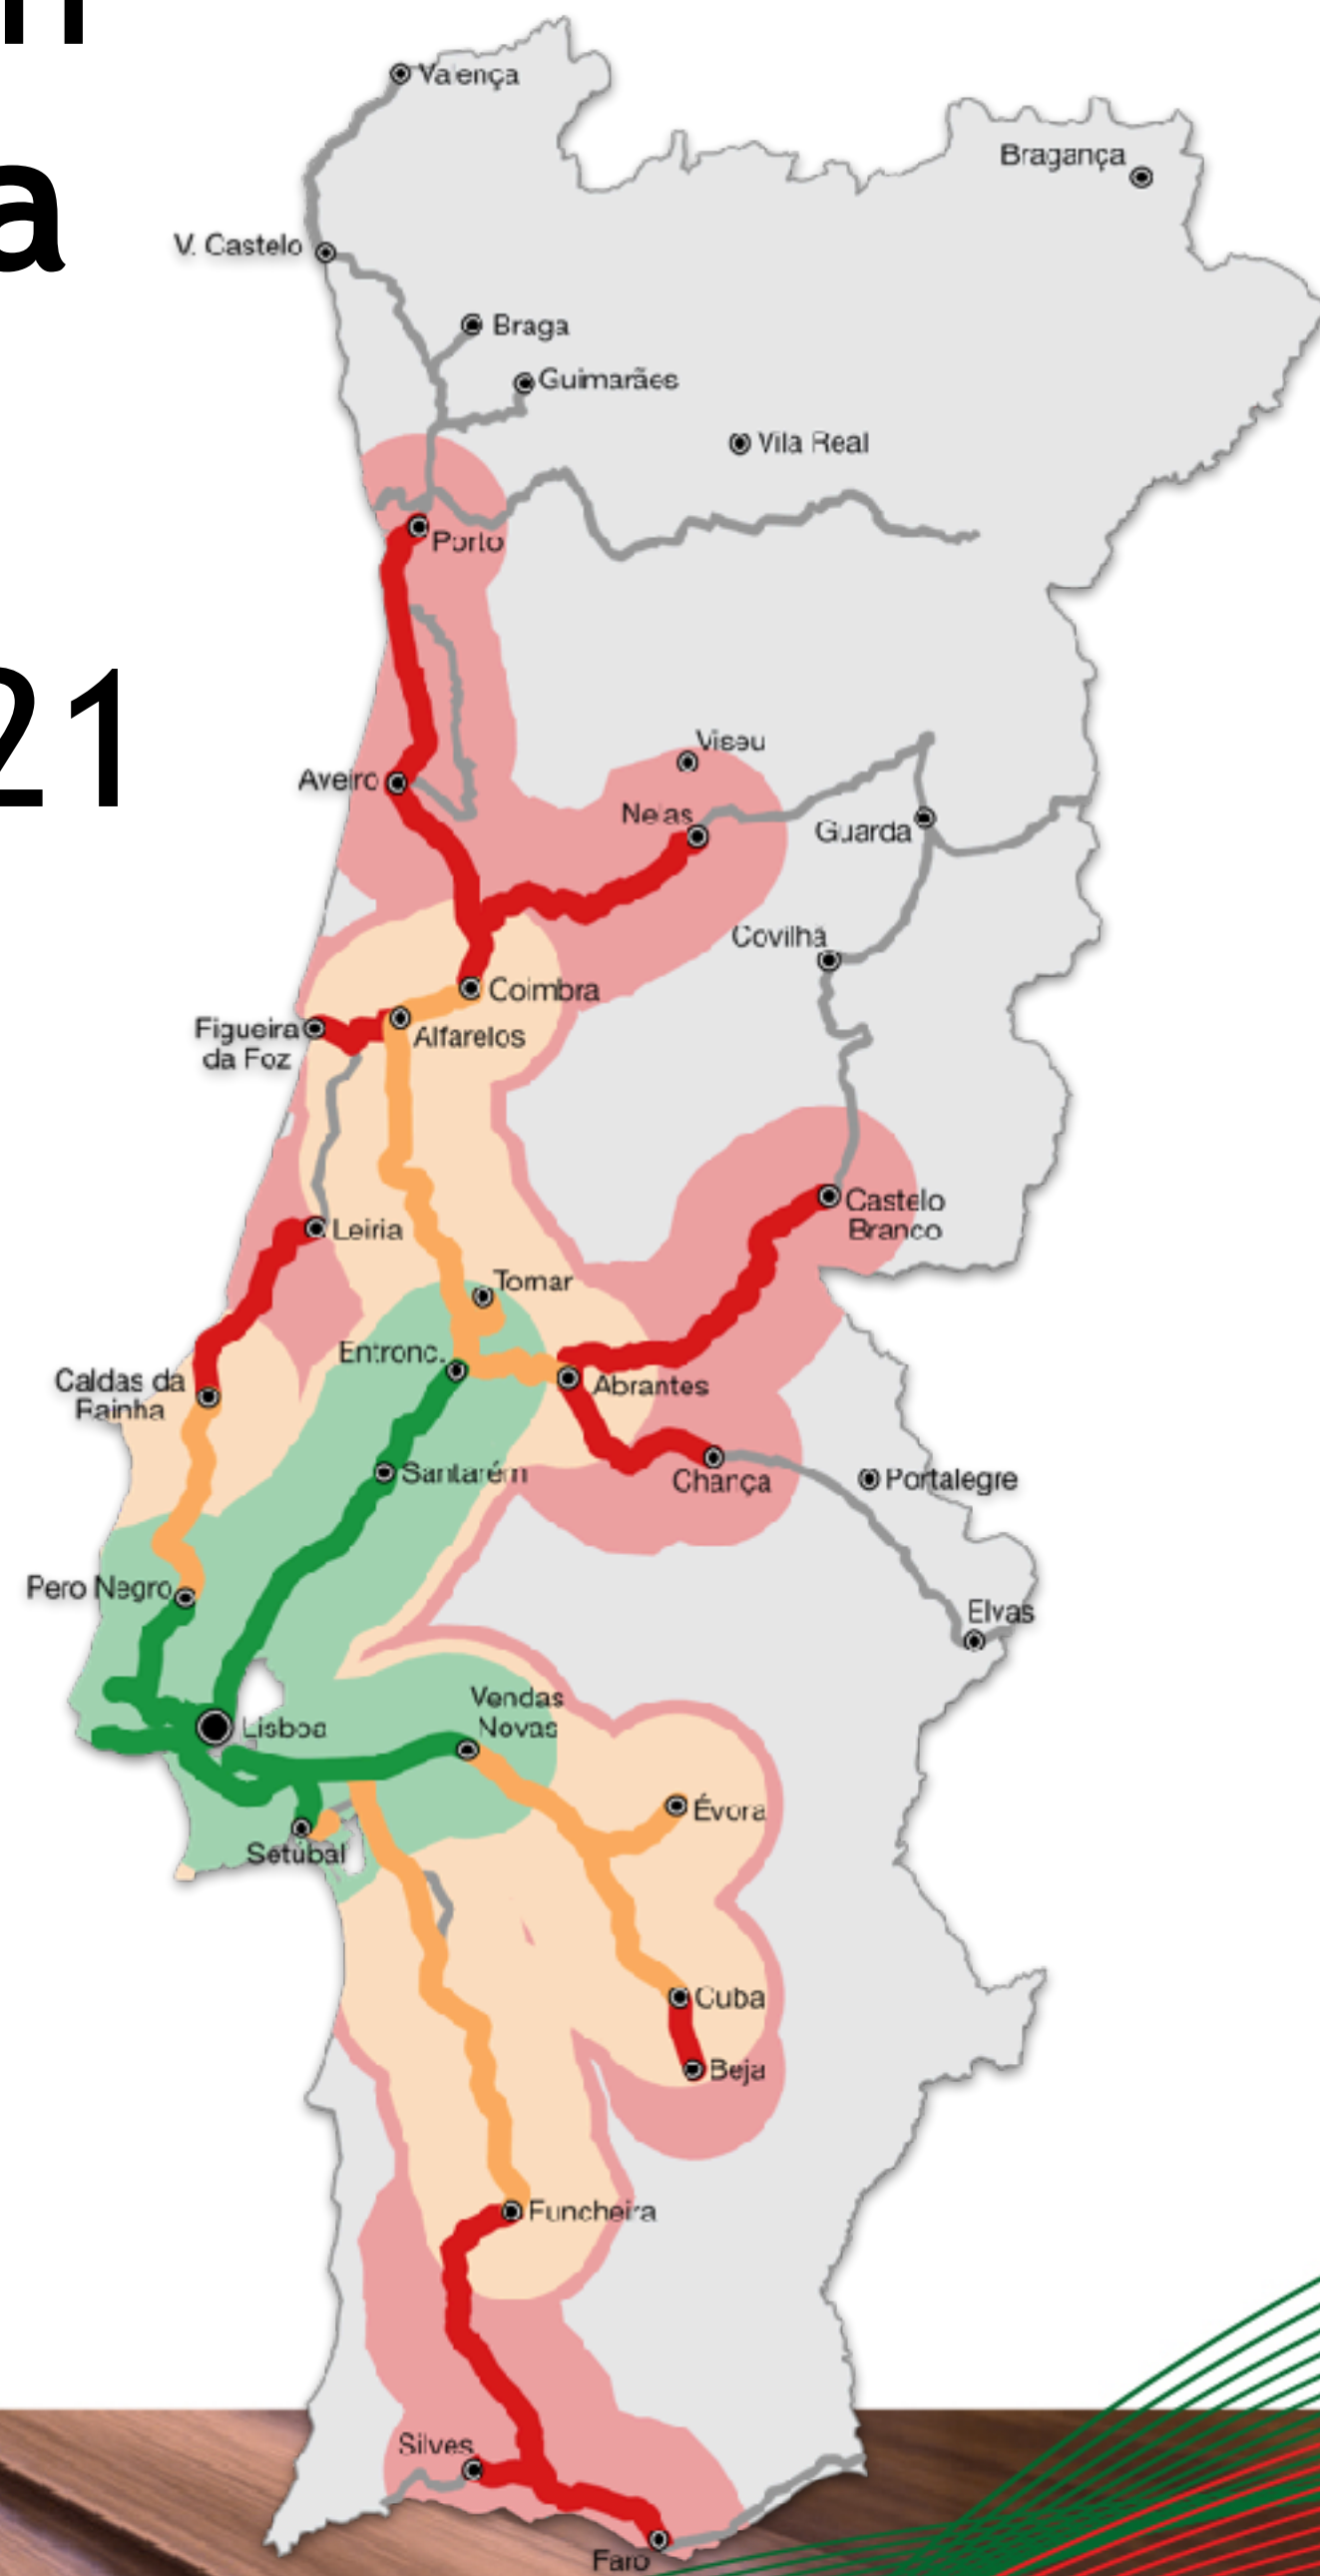 a
21
Valença
Bragança
V. Castelo
Braga
Guimarães
Vila Real
Porto
Viseu
Aveiro
Nelas
Guarda
Covilhã
Coimbra
Figueira
da Foz
Alfarelos
Castelo
Branco
Leiria
Tomar
Entronc.
Caldas da
Rainha
Abrantes
Santarém
Chança
Portalegre
Pero Negro
Elvas
Vendas
Novas
Lisboa
Évora
Setúbal
Cuba
Beja
Funcheira
Silves
Faro